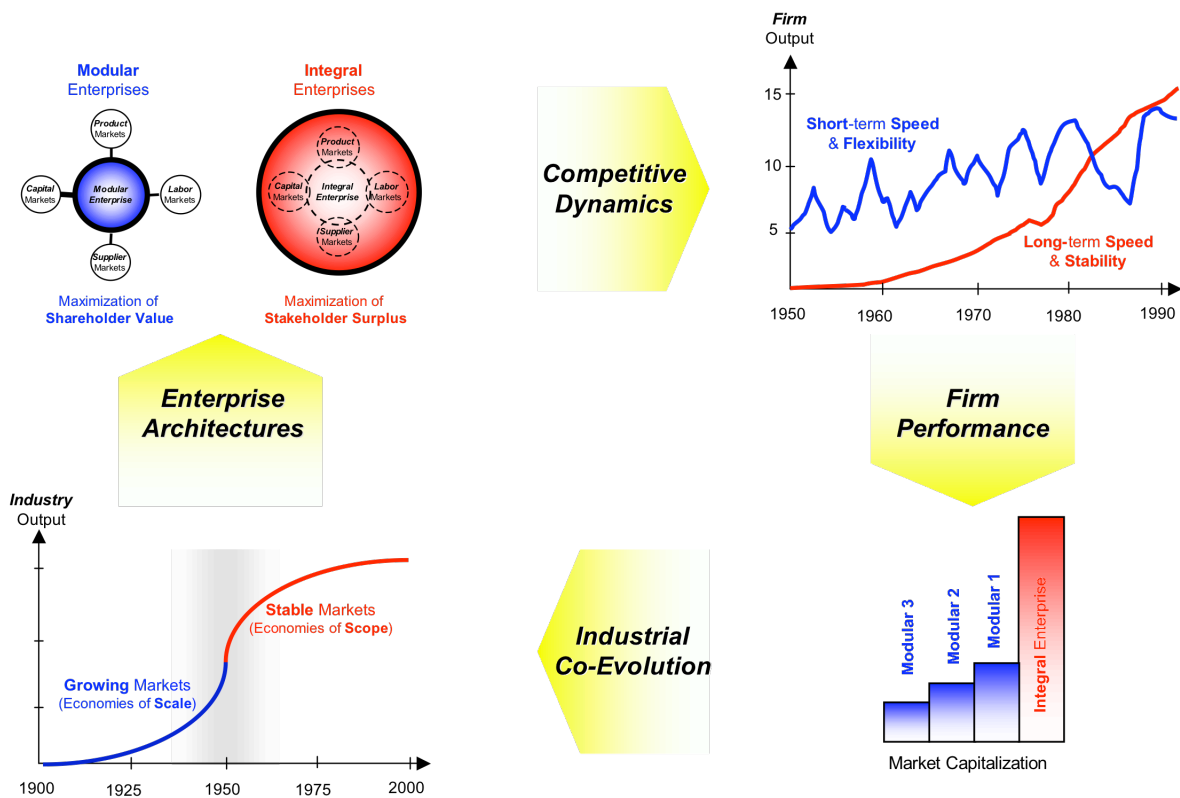 Modular
Enterprises
Product
Markets
Capital
Markets
Modular
Enterprise
Labor
Markets
Supplier
Markets
Maximization of
Shareholder Value
Integral
Enterprises
Product
Markets
Capital
Markets
Integral
Enterprise
Labor
Markets
Supplier
Markets
Maximization of
Stakeholder Surplus
Competitive
Dynamics
Firm
Output
15
10
5
Short-term Speed
& Flexibility
Long-term Speed
& Stability
1950
1960
1970
1980
1990
Enterprise
Architectures
Firm
Performance
Industry
Output
Stable Markets
(Economies of Scope)
Growing Markets
(Economies of Scale)
1900
1925
1950
1975
2000
Industrial
Co-Evolution
Modular 3
Modular 2
Modular 1
Integral Enterprise
Market Capitalization